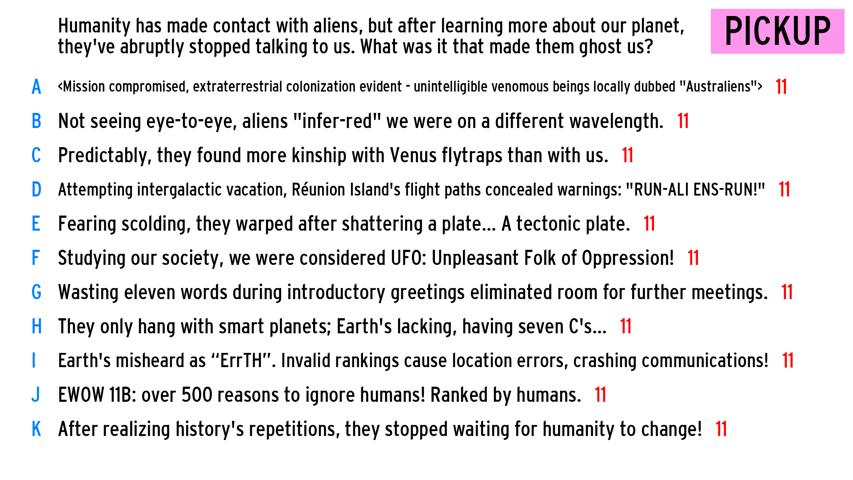 Humanity has made contact with aliens, but after learning more about our planet,
they've abruptly stopped talking to us. What was it that made them ghost us?
PICKUP
A <Mission compromised, extraterrestrial colonization evident - unintelligible venomous beings locally dubbed "Australiens"> 11
B Not seeing eye-to-eye, aliens "infer-red" we were on a different wavelength. 11
C Predictably, they found more kinship with Venus flytraps than with us. 11
D Attempting intergalactic vacation, Réunion Island's flight paths concealed warnings: "RUN-ALI ENS-RUN!" 11
E Fearing scolding, they warped after shattering a plate... A tectonic plate. 11
F Studying our society, we were considered UFO: Unpleasant Folk of Oppression! 11
G Wasting eleven words during introductory greetings eliminated room for further meetings. 11
H They only hang with smart planets; Earth's lacking, having seven C's... 11
I Earth's misheard as “ErrTH”. Invalid rankings cause location errors, crashing communications! 11
J EWOW 11B: over 500 reasons to ignore humans! Ranked by humans. 11
K After realizing history's repetitions, they stopped waiting for humanity to change! 11